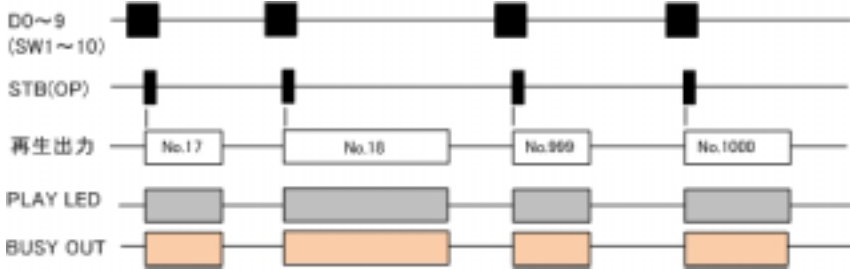 D0～9
(SW1～10)
STB(OP)
再生出力
No.17
No.18
No.999
No.1000
PLAY LED
BUSY OUT